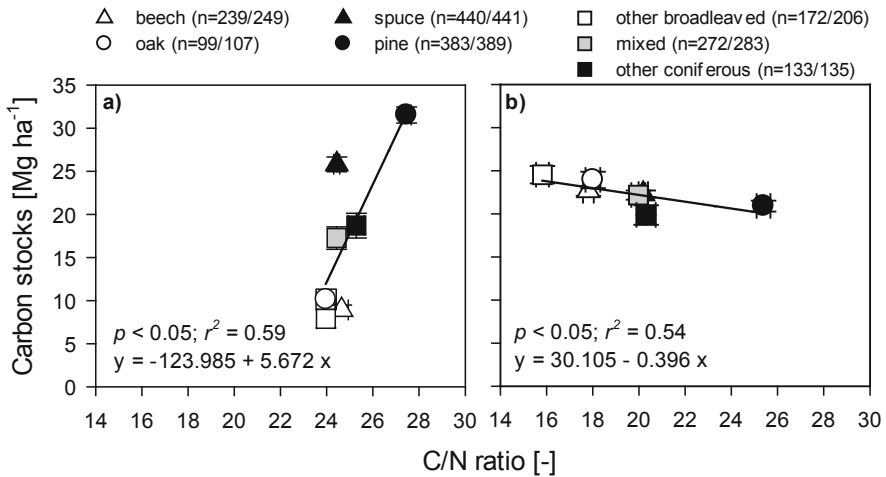 beech (n=239/249) spuce (n=440/441) other broadleaved (n=172/206)
oak (n=99/107) pine (n=383/389) mixed (n=272/283)
other coniferous (n=133/135)
35
30
25
20
15
10
5
0
Carbon stocks [Mg ha⁻¹]
a)
p < 0.05; r² = 0.59
y = -123.985 + 5.672 x
14 16 18 20 22 24 26 28 30
b)
p < 0.05; r² = 0.54
y = 30.105 - 0.396 x
14 16 18 20 22 24 26 28 30
C/N ratio [-]